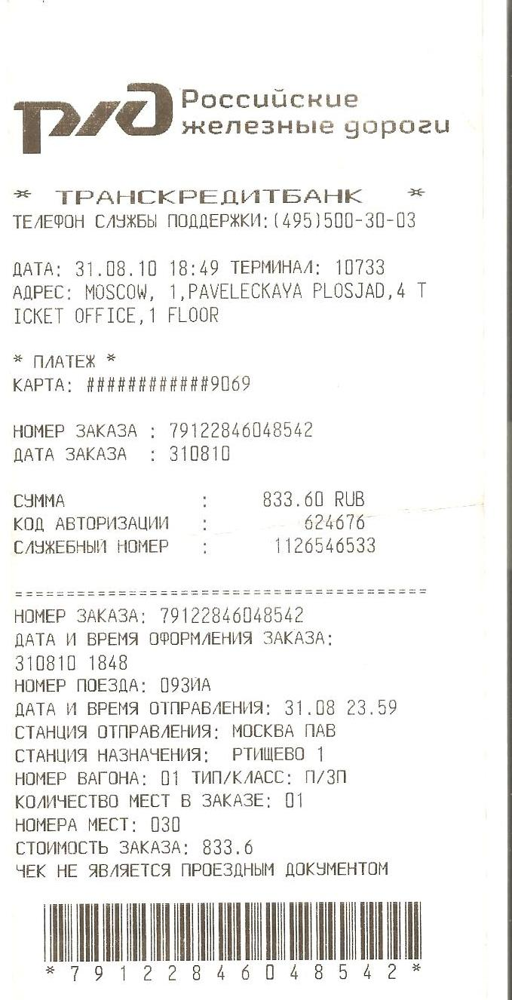 РЖД Российские
железные дороги
* ТРАНСКРЕДИТБАНК *
ТЕЛЕФОН СЛУЖБЫ ПОДДЕРЖКИ:(495)500-30-03
ДАТА: 31.08.10 18:49 ТЕРМИНАЛ: 10733
АДРЕС: MOSCOW, 1,PAVELECKAYA PLOSJAD,4 T
ICKET OFFICE,1 FLOOR
* ПЛАТЕЖ *
КАРТА: ############9069
НОМЕР ЗАКАЗА : 79122846048542
ДАТА ЗАКАЗА : 310810
СУММА : 833.60 RUB
КОД АВТОРИЗАЦИИ : 624676
СЛУЖЕБНЫЙ НОМЕР : 1126546533
========================================
НОМЕР ЗАКАЗА: 79122846048542
ДАТА И ВРЕМЯ ОФОРМЛЕНИЯ ЗАКАЗА:
310810 1848
НОМЕР ПОЕЗДА: 093ИА
ДАТА И ВРЕМЯ ОТПРАВЛЕНИЯ: 31.08 23.59
СТАНЦИЯ ОТПРАВЛЕНИЯ: МОСКВА ПАВ
СТАНЦИЯ НАЗНАЧЕНИЯ: РТИЩЕВО 1
НОМЕР ВАГОНА: 01 ТИП/КЛАСС: П/3П
КОЛИЧЕСТВО МЕСТ В ЗАКАЗЕ: 01
НОМЕРА МЕСТ: 030
СТОИМОСТЬ ЗАКАЗА: 833.6
ЧЕК НЕ ЯВЛЯЕТСЯ ПРОЕЗДНЫМ ДОКУМЕНТОМ
*79122846048542*